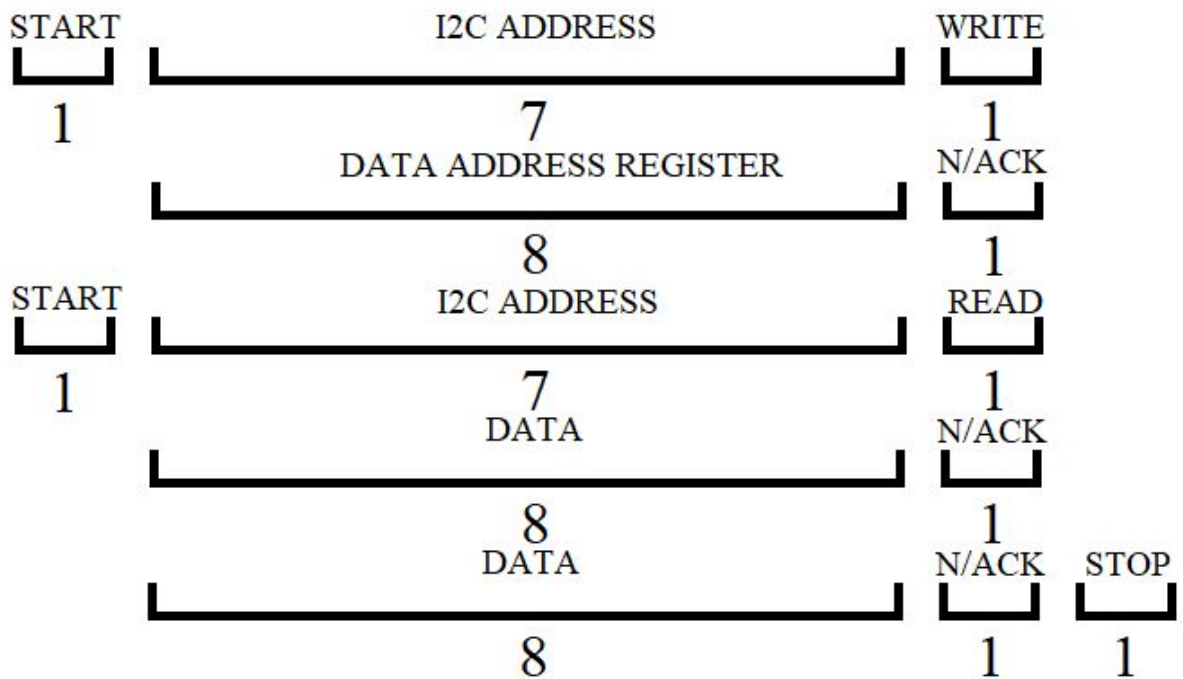 START I2C ADDRESS WRITE
1 7 1
DATA ADDRESS REGISTER N/ACK
8 1
START I2C ADDRESS READ
1 7 1
DATA N/ACK
8 1
DATA N/ACK STOP
8 1 1